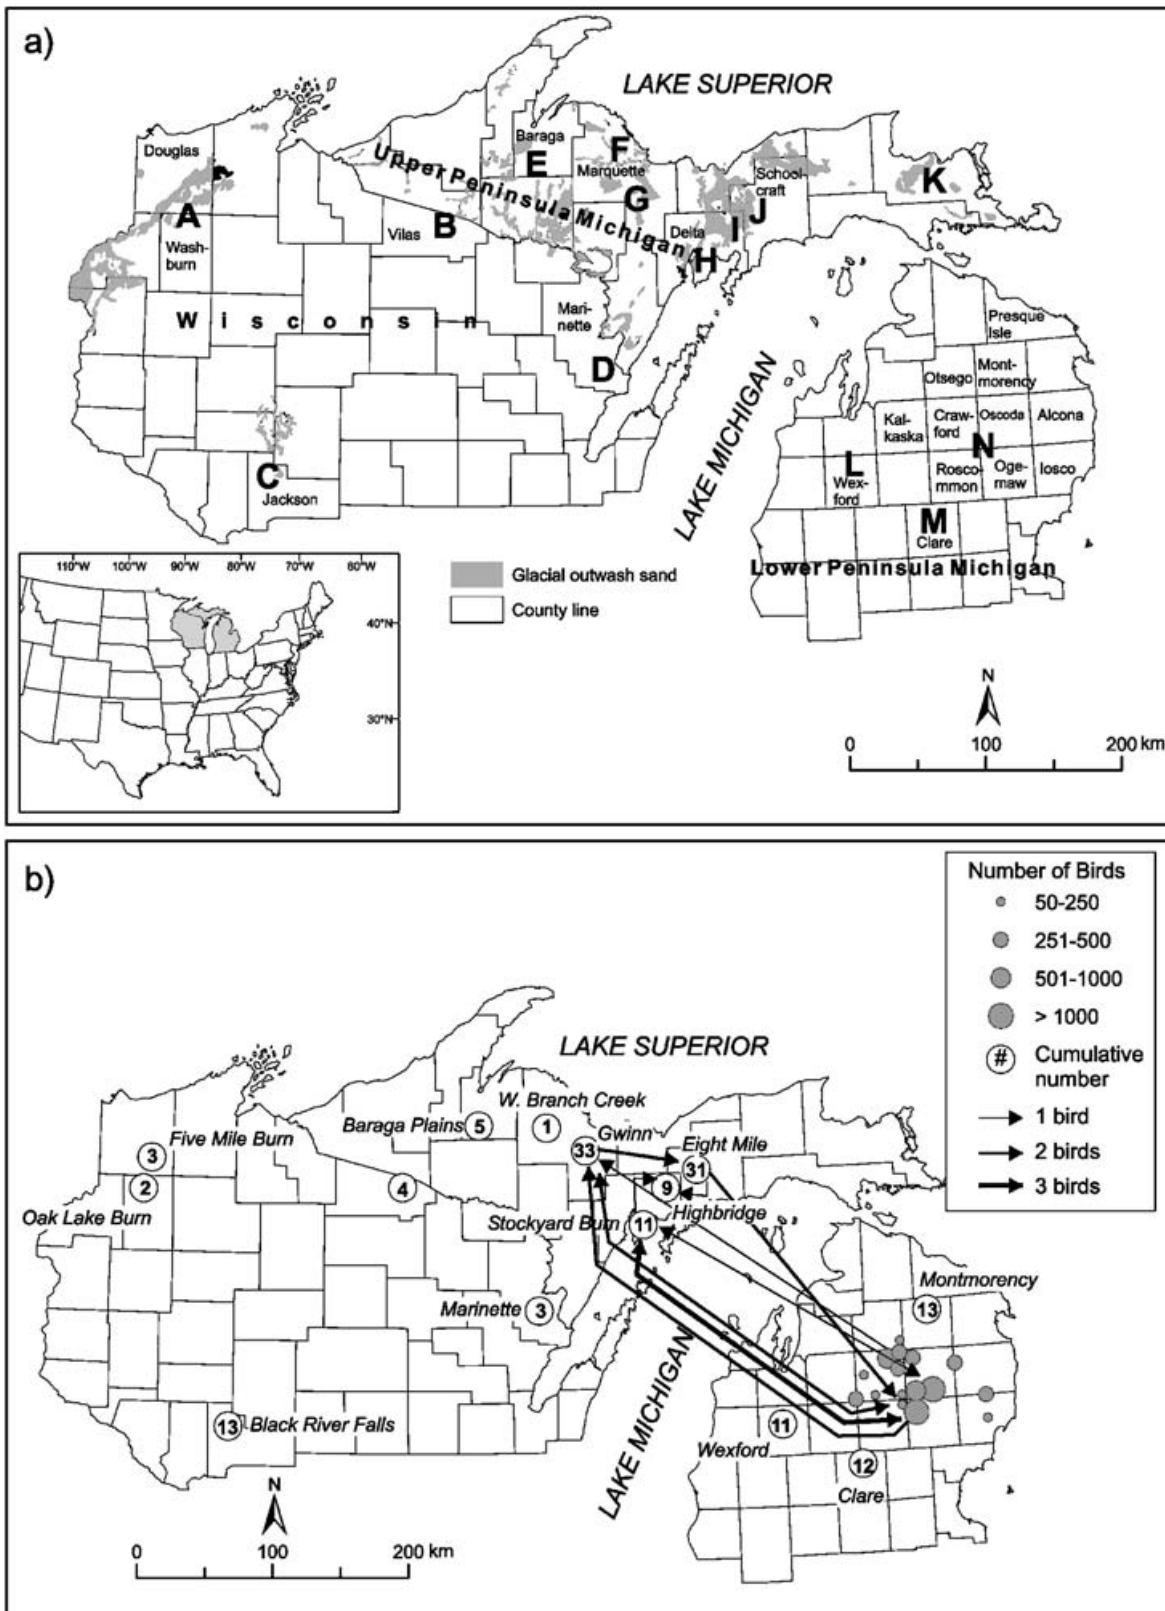 a)
LAKE SUPERIOR
Douglas
Baraga
E
F
Marquette
School-
craft
K
Upper Peninsula Michigan
A
Wash-
burn
Vilas
B
G
Delta
I
J
H
Wisconsin
Mari-
nette
D
LAKE MICHIGAN
Presque
Isle
Otsego
Mont-
morency
Kal-
kaska
Craw-
ford
Oscoda
Alcona
N
L
Wex-
ford
Rosco-
mmon
Oge-
maw
Iosco
C
Jackson
M
Clare
Lower Peninsula Michigan
Glacial outwash sand
County line
110°W 100°W 90°W 80°W 70°W 60°W
40°N
30°N
N
0 100 200 km
b)
Number of Birds
50-250
251-500
501-1000
> 1000
# Cumulative
number
1 bird
2 birds
3 birds
LAKE SUPERIOR
W. Branch Creek
1
Baraga Plains 5
Five Mile Burn
3
2
Oak Lake Burn
4
Gwinn
33
Eight Mile
31
9
Highbridge
Stockyard Burn 11
Marinette 3
LAKE MICHIGAN
Montmorency
13
13 Black River Falls
11
Wexford
12
Clare
N
0 100 200 km